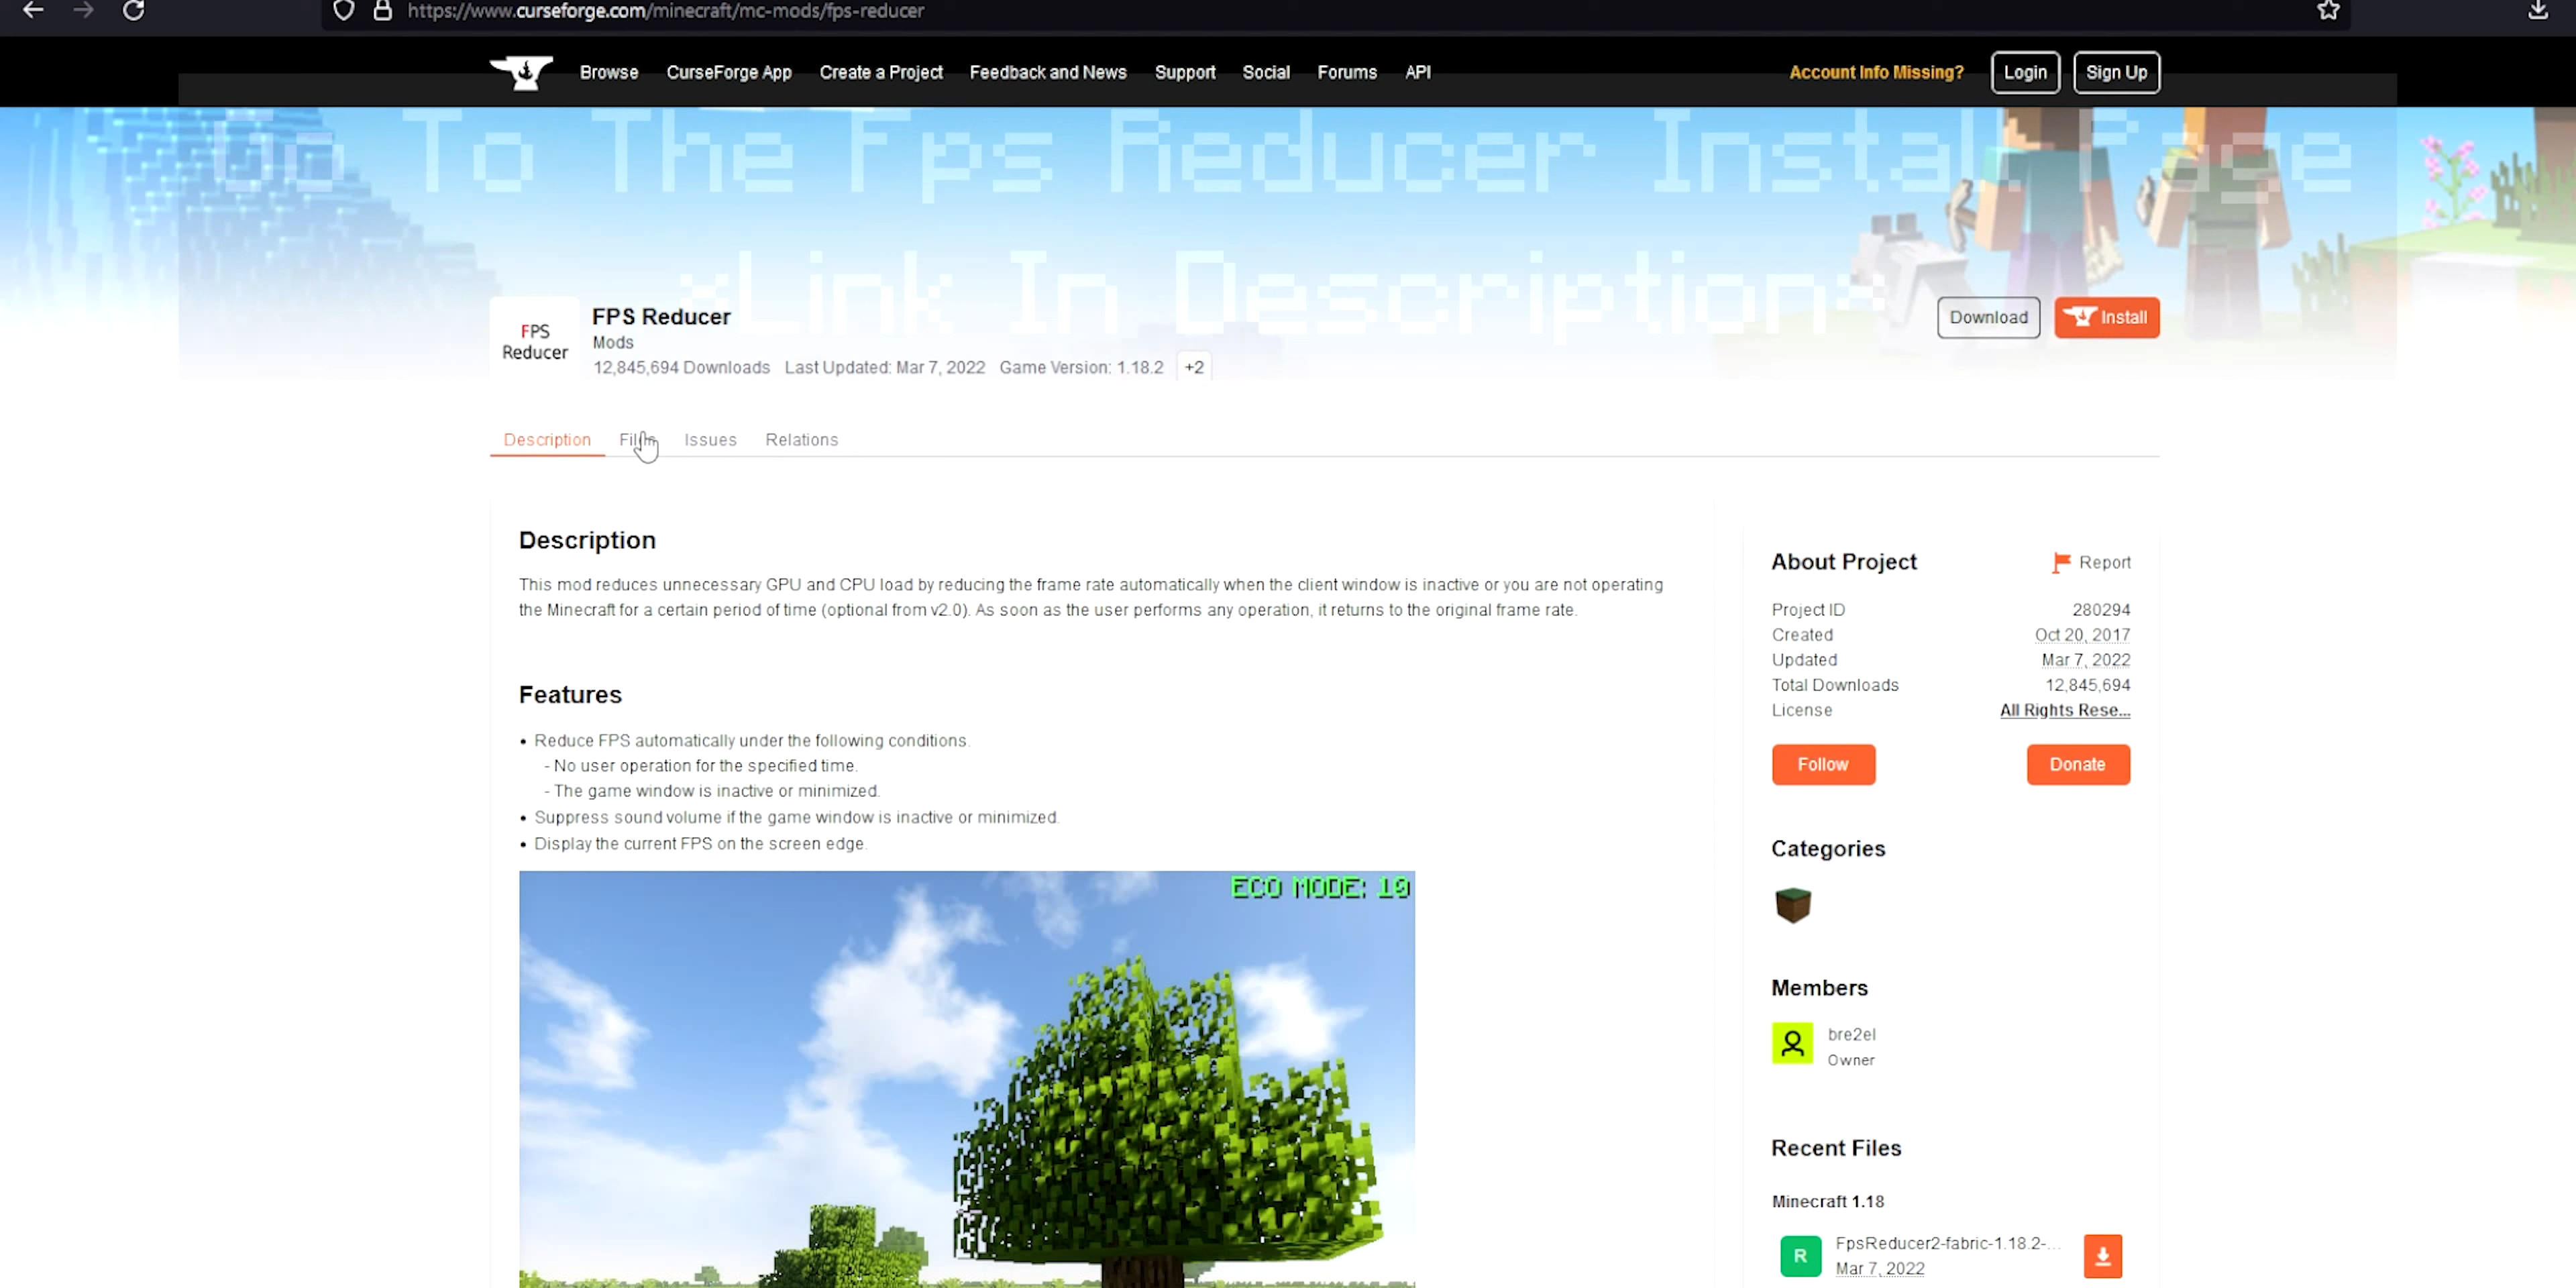 https://www.curseforge.com/minecraft/mc-mods/fps-reducer
Browse CurseForge App Create a Project Feedback and News Support Social Forums API Account Info Missing? Login Sign Up
Go To The Fps Reducer Install Page
*Link In Description*
FPS Reducer
FPS Reducer
Mods
12,845,694 Downloads Last Updated: Mar 7, 2022 Game Version: 1.18.2 +2
Download Install
Description Issues Relations
Description
This mod reduces unnecessary GPU and CPU load by reducing the frame rate automatically when the client window is inactive or you are not operating
the Minecraft for a certain period of time (optional from v2.0). As soon as the user performs any operation, it returns to the original frame rate.
Features
• Reduce FPS automatically under the following conditions.
- No user operation for the specified time.
- The game window is inactive or minimized.
• Suppress sound volume if the game window is inactive or minimized.
• Display the current FPS on the screen edge.
ECO MODE: 10
About Project Report
Project ID 280294
Created Oct 20, 2017
Updated Mar 7, 2022
Total Downloads 12,845,694
License All Rights Rese...
Follow Donate
Categories
Members
bre2el
Owner
Recent Files
Minecraft 1.18
R FpsReducer2-fabric-1.18.2-...
Mar 7, 2022